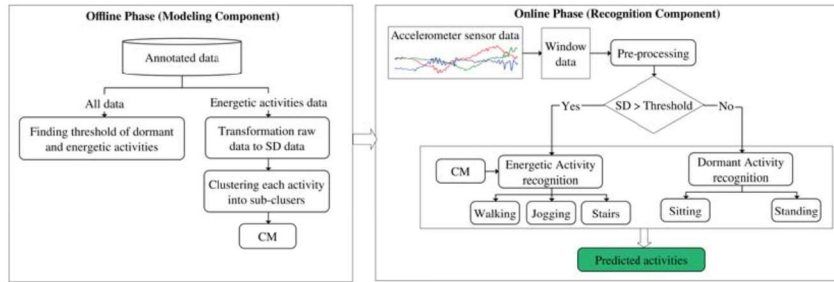 Offline Phase (Modeling Component)
Annotated data
All data
Energetic activities data
Finding threshold of dormant
and energetic activities
Transformation raw
data to SD data
Clustering each activity
into sub-clusers
CM
Online Phase (Recognition Component)
Accelerometer sensor data
Window
data
Pre-processing
Yes
SD > Threshold
No
CM
Energetic Activity
recognition
Dormant Activity
recognition
Walking
Jogging
Stairs
Sitting
Standing
Predicted activities